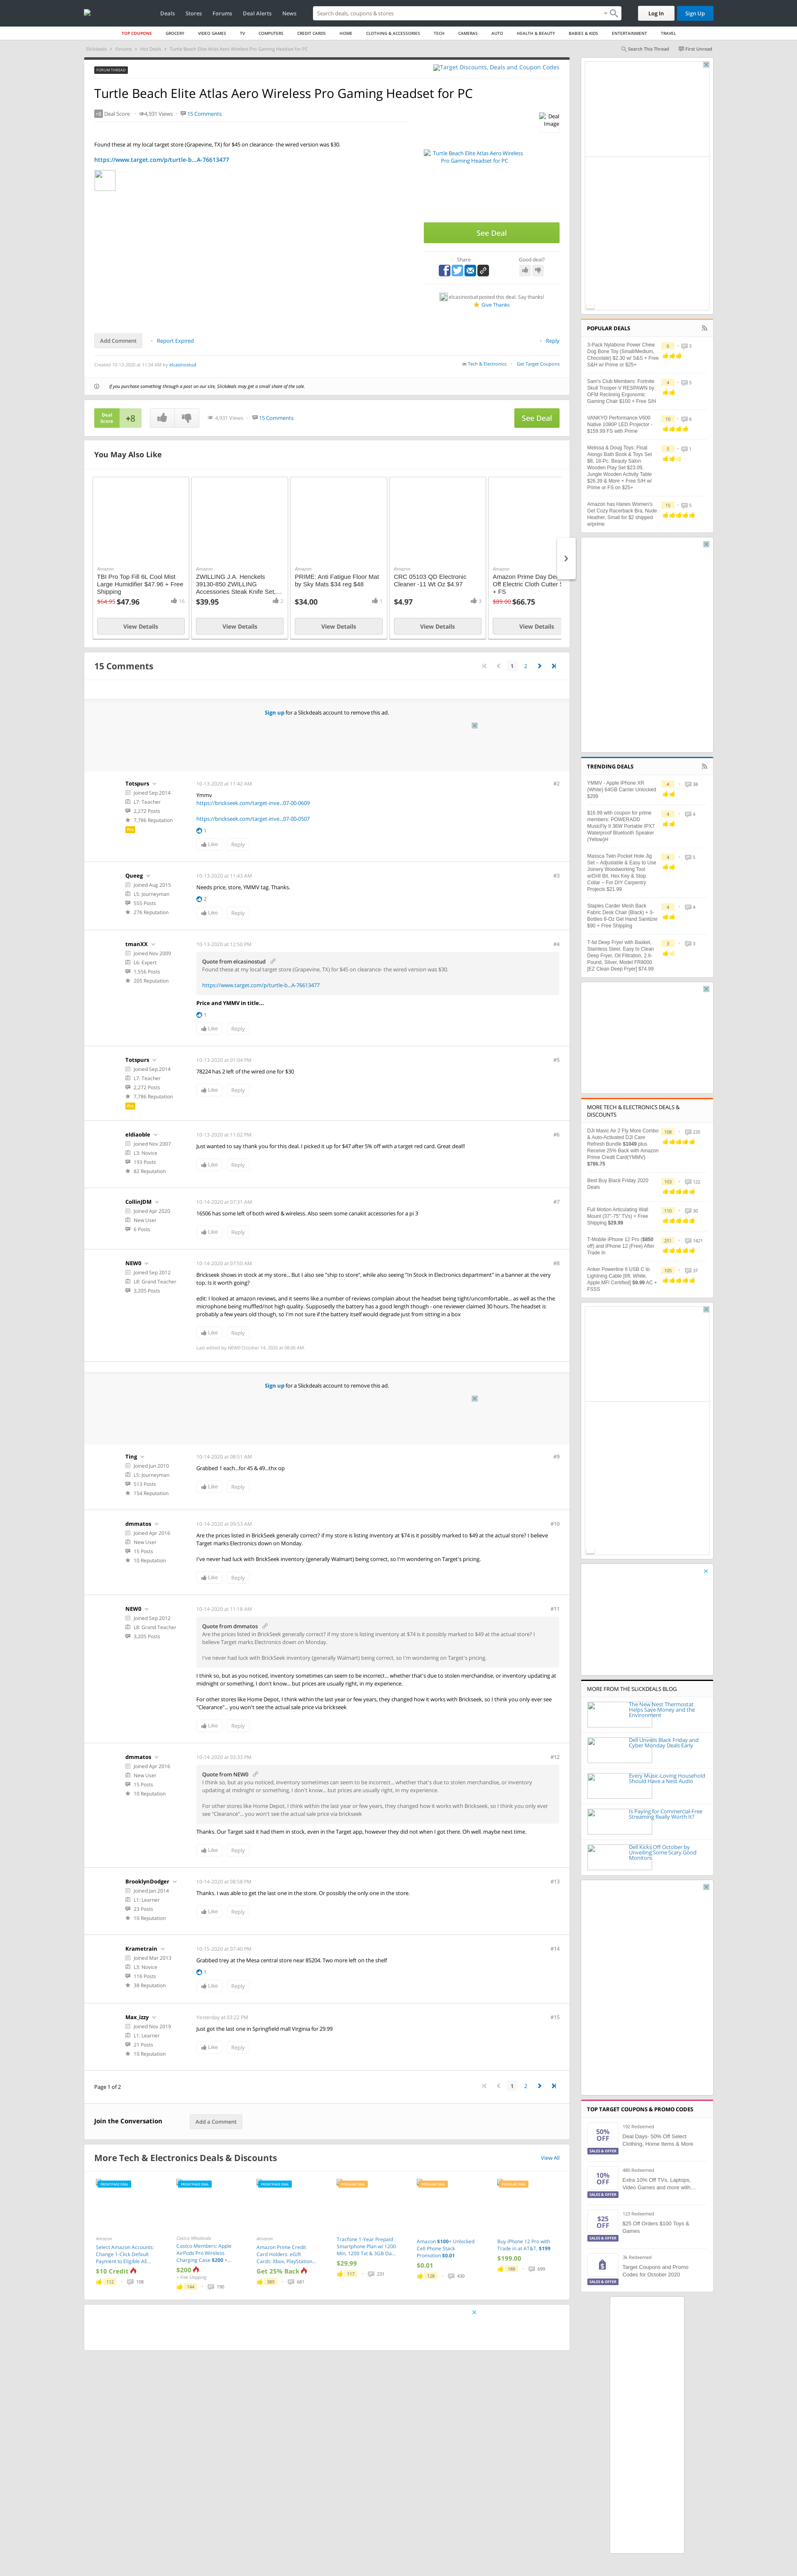 Deals Stores Forums Deal Alerts News
Search deals, coupons & stores
Log In Sign Up
TOP COUPONS GROCERY VIDEO GAMES TV COMPUTERS CREDIT CARDS HOME CLOTHING & ACCESSORIES TECH CAMERAS AUTO HEALTH & BEAUTY BABIES & KIDS ENTERTAINMENT TRAVEL
Slickdeals > Forums > Hot Deals > Turtle Beach Elite Atlas Aero Wireless Pro Gaming Headset for PC
Search This Thread First Unread
FORUM THREAD
Target Discounts, Deals and Coupon Codes
Turtle Beach Elite Atlas Aero Wireless Pro Gaming Headset for PC
+8 Deal Score 4,931 Views 15 Comments
Deal Image
Found these at my local target store (Grapevine, TX) for $45 on clearance- the wired version was $30.
https://www.target.com/p/turtle-b...A-76613477
Turtle Beach Elite Atlas Aero Wireless Pro Gaming Headset for PC
See Deal
Share Good deal?
elcasinostud posted this deal. Say thanks!
Give Thanks
Add Comment Report Expired Reply
Created 10-13-2020 at 11:34 AM by elcasinostud
Tech & Electronics Get Target Coupons
If you purchase something through a post on our site, Slickdeals may get a small share of the sale.
Deal Score +8 4,931 Views 15 Comments See Deal
You May Also Like
Amazon
TBI Pro Top Fill 6L Cool Mist Large Humidifier $47.96 + Free Shipping
$64.95 $47.96 16
View Details
Amazon
ZWILLING J.A. Henckels 39130-850 ZWILLING Accessories Steak Knife Set,...
$39.95 2
View Details
Amazon
PRIME: Anti Fatigue Floor Mat by Sky Mats $34 reg $48
$34.00 1
View Details
Amazon
CRC 05103 QD Electronic Cleaner -11 Wt Oz $4.97
$4.97 3
View Details
Amazon
Amazon Prime Day De
Off Electric Cloth Cutter
+ FS
$89.00 $66.75
View Details
15 Comments
1 2
Sign up for a Slickdeals account to remove this ad.
Totspurs
Joined Sep 2014
L7: Teacher
2,272 Posts
7,786 Reputation
Pro
10-13-2020 at 11:42 AM #2
Ymmv
https://brickseek.com/target-inve...07-00-0609
https://brickseek.com/target-inve...07-00-0507
1
Like Reply
Queeg
Joined Aug 2015
L5: Journeyman
555 Posts
276 Reputation
10-13-2020 at 11:43 AM #3
Needs price, store, YMMV tag. Thanks.
2
Like Reply
tmanXX
Joined Nov 2009
L6: Expert
1,556 Posts
205 Reputation
10-13-2020 at 12:50 PM #4
Quote from elcasinostud
Found these at my local target store (Grapevine, TX) for $45 on clearance- the wired version was $30.
https://www.target.com/p/turtle-b...A-76613477
Price and YMMV in title...
1
Like Reply
Totspurs
Joined Sep 2014
L7: Teacher
2,272 Posts
7,786 Reputation
Pro
10-13-2020 at 01:04 PM #5
78224 has 2 left of the wired one for $30
Like Reply
eldiaoble
Joined Nov 2007
L3: Novice
193 Posts
82 Reputation
10-13-2020 at 11:02 PM #6
Just wanted to say thank you for this deal. I picked it up for $47 after 5% off with a target red card. Great deal!!
Like Reply
CollinJDM
Joined Apr 2020
New User
6 Posts
10-14-2020 at 07:31 AM #7
16506 has some left of both wired & wireless. Also seem some canakit accessories for a pi 3
Like Reply
NEW0
Joined Sep 2012
L8: Grand Teacher
3,205 Posts
10-14-2020 at 07:50 AM #8
Brickseek shows in stock at my store... But it also see "ship to store", while also seeing "In Stock in Electronics department" in a banner at the very top. Is it worth going?
edit: I looked at amazon reviews, and it seems like a number of reviews complain about the headset being tight/uncomfortable... as well as the the microphone being muffled/not high quality. Supposedly the battery has a good length though - one reviewer claimed 30 hours. The headset is probably a few years old though, so I'm not sure if the battery itself would degrade just from sitting in a box
Like Reply
Last edited by NEW0 October 14, 2020 at 08:00 AM
Sign up for a Slickdeals account to remove this ad.
Ting
Joined Jun 2010
L5: Journeyman
513 Posts
154 Reputation
10-14-2020 at 08:51 AM #9
Grabbed 1 each...for 45 & 49...thx op
Like Reply
dmmatos
Joined Apr 2016
New User
15 Posts
10 Reputation
10-14-2020 at 09:53 AM #10
Are the prices listed in BrickSeek generally correct? if my store is listing inventory at $74 is it possibly marked to $49 at the actual store? I believe Target marks Electronics down on Monday.
I've never had luck with BrickSeek inventory (generally Walmart) being correct, so I'm wondering on Target's pricing.
Like Reply
NEW0
Joined Sep 2012
L8: Grand Teacher
3,205 Posts
10-14-2020 at 11:18 AM #11
Quote from dmmatos
Are the prices listed in BrickSeek generally correct? if my store is listing inventory at $74 is it possibly marked to $49 at the actual store? I believe Target marks Electronics down on Monday.
I've never had luck with BrickSeek inventory (generally Walmart) being correct, so I'm wondering on Target's pricing.
I think so, but as you noticed, inventory sometimes can seem to be incorrect... whether that's due to stolen merchandise, or inventory updating at midnight or something, I don't know... but prices are usually right, in my experience.
For other stores like Home Depot, I think within the last year or few years, they changed how it works with Brickseek, so I think you only ever see "Clearance"... you won't see the actual sale price via brickseek
Like Reply
dmmatos
Joined Apr 2016
New User
15 Posts
10 Reputation
10-14-2020 at 03:33 PM #12
Quote from NEW0
I think so, but as you noticed, inventory sometimes can seem to be incorrect... whether that's due to stolen merchandise, or inventory updating at midnight or something, I don't know... but prices are usually right, in my experience.
For other stores like Home Depot, I think within the last year or few years, they changed how it works with Brickseek, so I think you only ever see "Clearance"... you won't see the actual sale price via brickseek
Thanks. Our Target said it had them in stock, even in the Target app, however they did not when I got there. Oh well. maybe next time.
Like Reply
BrooklynDodger
Joined Jan 2014
L1: Learner
23 Posts
10 Reputation
10-14-2020 at 08:58 PM #13
Thanks. I was able to get the last one in the store. Or possibly the only one in the store.
Like Reply
Krametrain
Joined Mar 2013
L3: Novice
116 Posts
38 Reputation
10-15-2020 at 07:40 PM #14
Grabbed trey at the Mesa central store near 85204. Two more left on the shelf
1
Like Reply
Max_izzy
Joined Nov 2019
L1: Learner
21 Posts
10 Reputation
Yesterday at 03:22 PM #15
Just got the last one in Springfield mall Virginia for 29.99
Like Reply
Page 1 of 2
1 2
Join the Conversation Add a Comment
More Tech & Electronics Deals & Discounts View All
FRONTPAGE DEAL
Amazon
Select Amazon Accounts: Change 1-Click Default Payment to Eligible All...
$10 Credit
112 108
FRONTPAGE DEAL
Costco Wholesale
Costco Members: Apple AirPods Pro Wireless Charging Case $200 +...
$200
+ Free Shipping
144 190
FRONTPAGE DEAL
Amazon
Amazon Prime Credit Card Holders: eGift Cards: Xbox, PlayStation...
Get 25% Back
389 681
POPULAR DEAL
Tracfone 1-Year Prepaid Smartphone Plan w/ 1200 Min, 1200 Txt & 3GB Da...
$29.99
117 231
POPULAR DEAL
Amazon $100+ Unlocked Cell Phone Stack Promotion $0.01
$0.01
128 430
POPULAR DEAL
Buy iPhone 12 Pro with Trade in at AT&T. $199
$199.00
188 699
POPULAR DEALS
3-Pack Nylabone Power Chew Dog Bone Toy (Small/Medium, Chocolate) $2.30 w/ S&S + Free S&H w/ Prime or $25+
6 3
Sam's Club Members: Fortnite Skull Trooper-V RESPAWN by OFM Reclining Ergonomic Gaming Chair $100 + Free S/H
4 5
VANKYO Performance V600 Native 1080P LED Projector - $159.99 FS with Prime
10 6
Melissa & Doug Toys: Final Alongs Bath Book & Toys Set $8, 18-Pc. Beauty Salon Wooden Play Set $23.09, Jungle Wooden Activity Table $26.39 & More + Free S/H w/ Prime or FS on $25+
5 1
Amazon has Hanes Women's Get Cozy Racerback Bra, Nude Heather, Small for $2 shipped w/prime
15 5
TRENDING DEALS
YMMV - Apple iPhone XR (White) 64GB Carrier Unlocked $299
4 38
$16.99 with coupon for prime members: POWERADD MusicFly II 36W Portable IPX7 Waterproof Bluetooth Speaker (Yellow)H
4 4
Massca Twin Pocket Hole Jig Set – Adjustable & Easy to Use Joinery Woodworking Tool w/Drill Bit, Hex Key & Stop Collar – For DIY Carpentry Projects $21.99
4 5
Staples Carder Mesh Back Fabric Desk Chair (Black) + 3-Bottles 8-Oz Gel Hand Sanitizer $90 + Free Shipping
4 4
T-fal Deep Fryer with Basket, Stainless Steel, Easy to Clean Deep Fryer, Oil Filtration, 2.6-Pound, Silver, Model FR8000 [EZ Clean Deep Fryer] $74.99
3 3
MORE TECH & ELECTRONICS DEALS & DISCOUNTS
DJI Mavic Air 2 Fly More Combo & Auto-Activated DJI Care Refresh Bundle $1049 plus Receive 25% Back with Amazon Prime Credit Card(YMMV) $786.75
108 235
Best Buy Black Friday 2020 Deals
103 122
Full Motion Articulating Wall Mount (37"-75" TVs) + Free Shipping $29.99
110 30
T-Mobile iPhone 12 Pro ($850 off) and iPhone 12 (Free) After Trade In
251 1421
Anker Powerline II USB C to Lightning Cable [6ft, White, Apple MFi Certified] $9.99 AC + FSSS
105 37
MORE FROM THE SLICKDEALS BLOG
The New Nest Thermostat Helps Save Money and the Environment
Dell Unveils Black Friday and Cyber Monday Deals Early
Every Music-Loving Household Should Have a Nest Audio
Is Paying for Commercial-Free Streaming Really Worth It?
Dell Kicks Off October by Unveiling Some Scary Good Monitors
TOP TARGET COUPONS & PROMO CODES
50% OFF SALES & OFFER
192 Redeemed
Deal Days- 50% Off Select Clothing, Home Items & More
10% OFF SALES & OFFER
480 Redeemed
Extra 10% Off TVs, Laptops, Video Games and more with...
$25 OFF SALES & OFFER
123 Redeemed
$25 Off Orders $100 Toys & Games
SALES & OFFER
3k Redeemed
Target Coupons and Promo Codes for October 2020